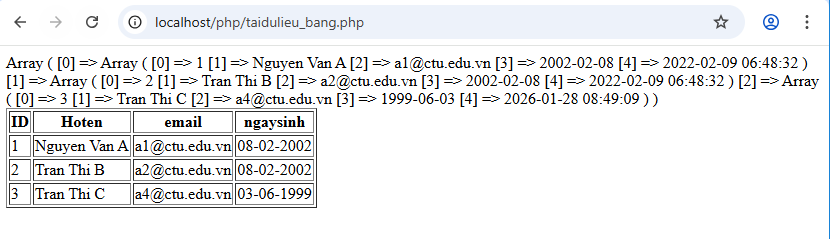 localhost/php/taidulieu_bang.php
Array ( [0] => Array ( [0] => 1 [1] => Nguyen Van A [2] => a1@ctu.edu.vn [3] => 2002-02-08 [4] => 2022-02-09 06:48:32 )
[1] => Array ( [0] => 2 [1] => Tran Thi B [2] => a2@ctu.edu.vn [3] => 2002-02-08 [4] => 2022-02-09 06:48:32 ) [2] => Array
( [0] => 3 [1] => Tran Thi C [2] => a4@ctu.edu.vn [3] => 1999-06-03 [4] => 2026-01-28 08:49:09 ) )
ID Hoten email ngaysinh
1 Nguyen Van A a1@ctu.edu.vn 08-02-2002
2 Tran Thi B a2@ctu.edu.vn 08-02-2002
3 Tran Thi C a4@ctu.edu.vn 03-06-1999